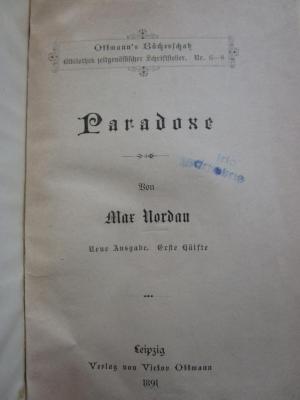 Ottmann's Bücherschatz
Bibliothek zeitgenössischer Schriftsteller. Nr. 6–8
Paradoxe
Von
Max Nordau
Neue Ausgabe. Erste Hälfte
Leipzig
Verlag von Victor Ottmann
1891